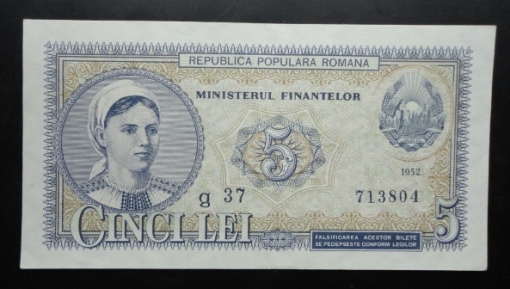 REPUBLICA POPULARA ROMANA
MINISTERUL FINANTELOR
5
1952
g 37
713804
CINCI LEI
5
FALSIFICAREA ACESTOR BILETE
SE PEDEPSESTE CONFORM LEGILOR